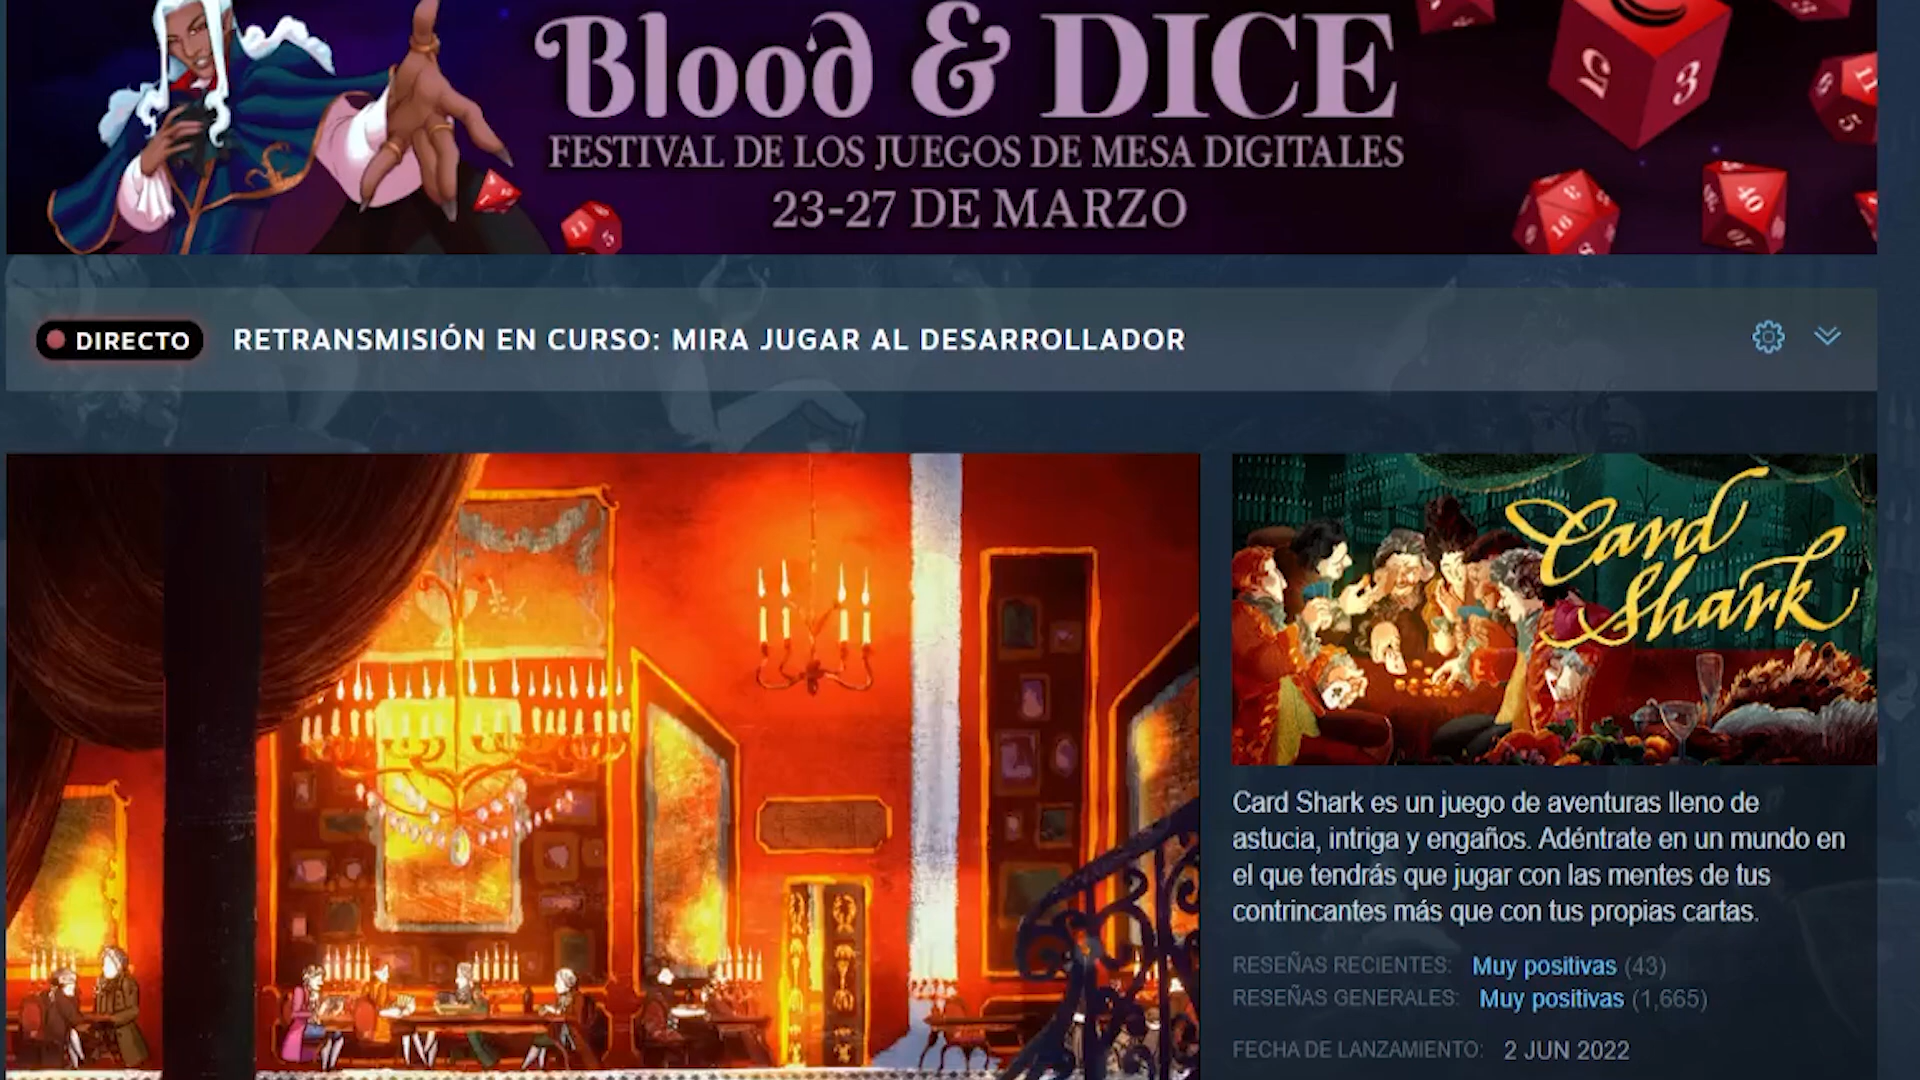 Blood & DICE
FESTIVAL DE LOS JUEGOS DE MESA DIGITALES
23-27 DE MARZO
DIRECTO
RETRANSMISIÓN EN CURSO: MIRA JUGAR AL DESARROLLADOR
Card
Shark
Card Shark es un juego de aventuras lleno de
astucia, intriga y engaños. Adéntrate en un mundo en
el que tendrás que jugar con las mentes de tus
contrincantes más que con tus propias cartas.
RESEÑAS RECIENTES: Muy positivas (43)
RESEÑAS GENERALES: Muy positivas (1,665)
FECHA DE LANZAMIENTO: 2 JUN 2022